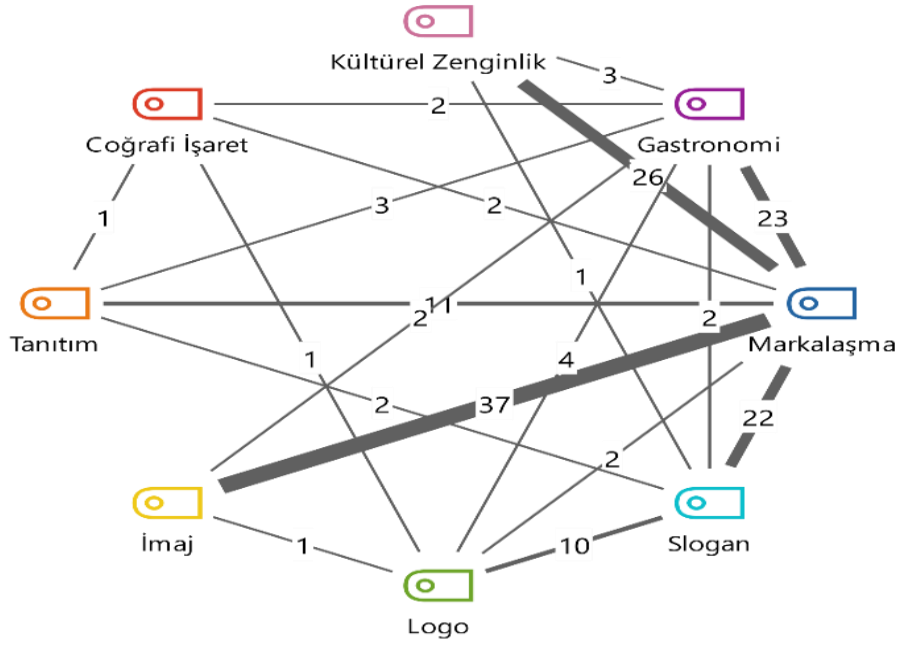 Kültürel Zenginlik
3
Coğrafi İşaret
2
Gastronomi
26
1
3
2
23
Tanıtım
11
2
1
2
Markalaşma
1
4
2
37
22
2
İmaj
1
10
Slogan
Logo